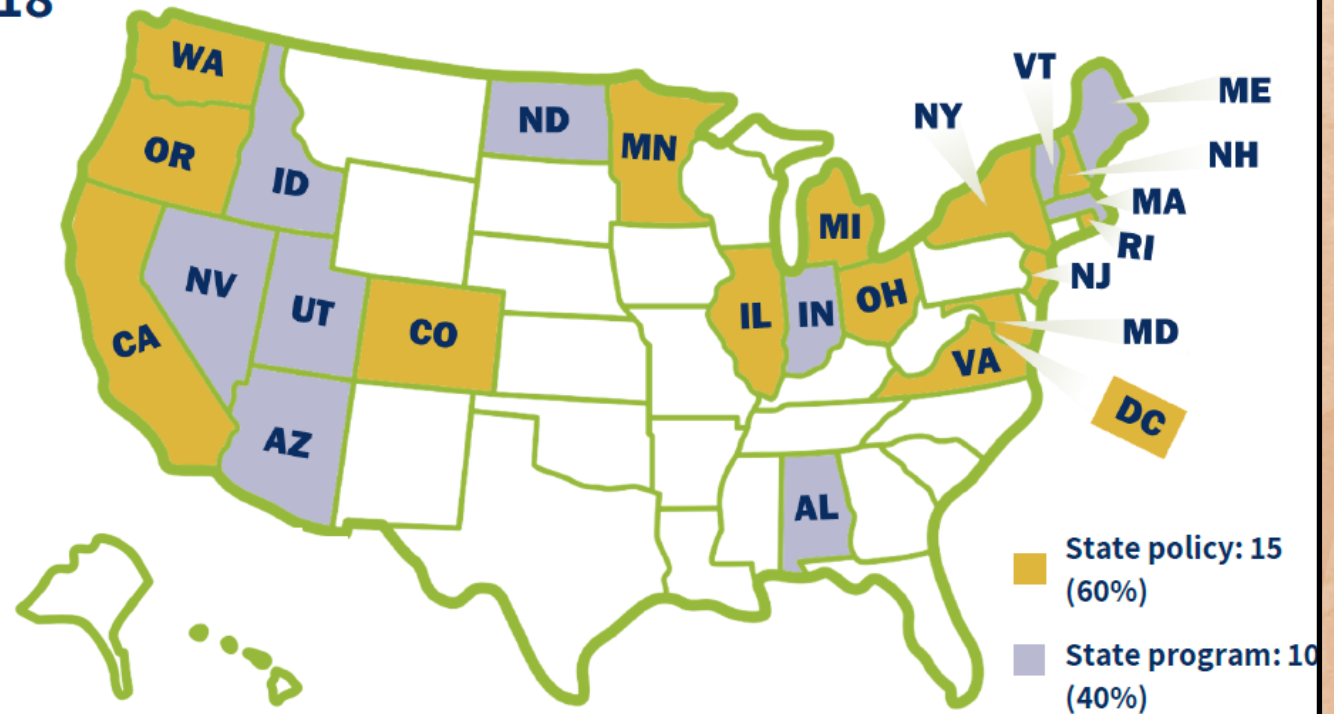 18
WA
OR
CA
ID
NV
UT
AZ
CO
ND
MN
IL
IN
MI
OH
AL
VA
NY
VT
ME
NH
MA
RI
NJ
MD
DC
State policy: 15
(60%)
State program: 10
(40%)